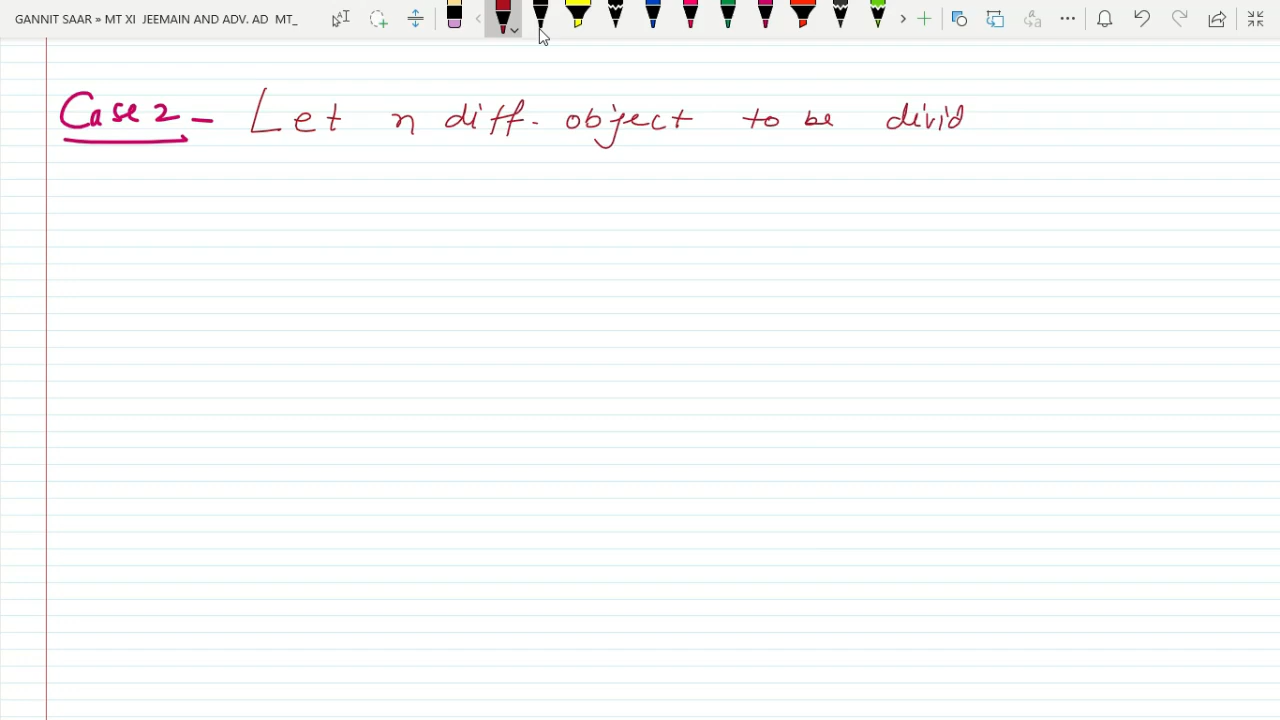 GANNIT SAAR » MT XI JEEMAIN AND ADV. AD MT_
Case 2 - Let n diff. object to be divid